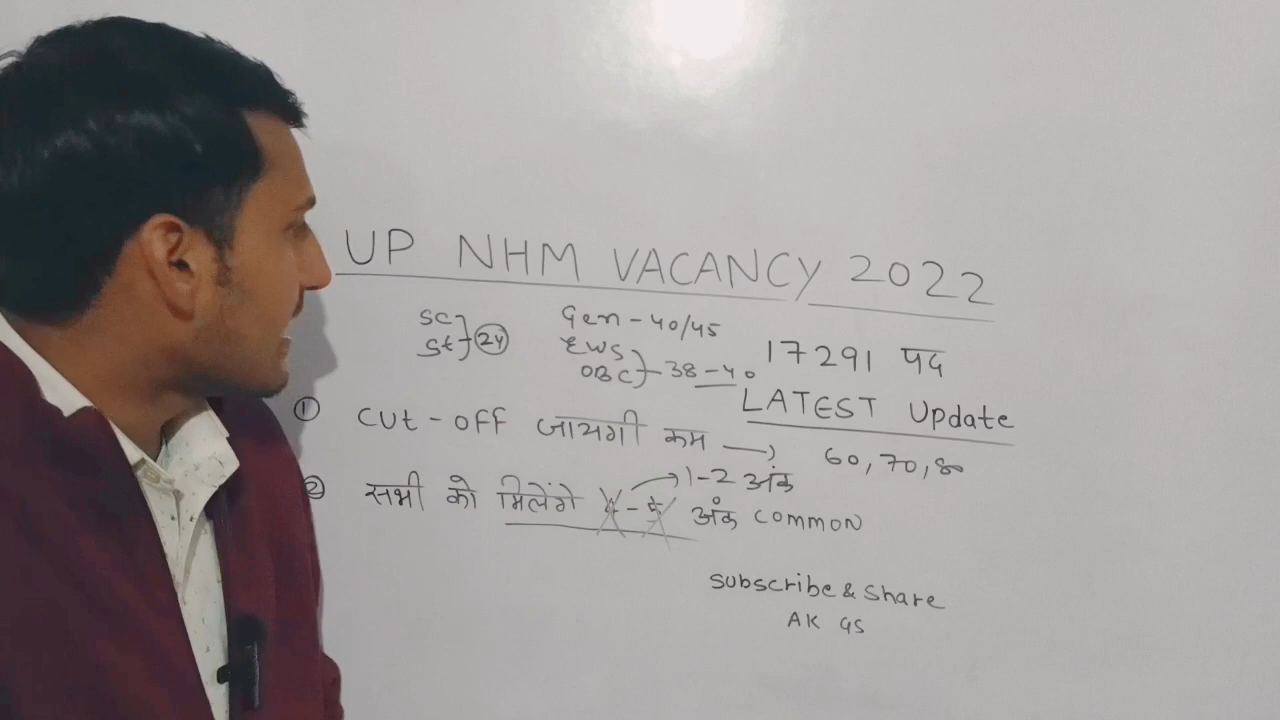 UP NHM VACANCY 2022
SC
St } 24
Gen - 40/45
EWS
OBC } - 38 - 40
17291 पद
LATEST Update
① Cut - OFF जायगी कम → 60, 70, 80
→ 1-2 अंक
② सभी को मिलेंगे अंक COMMON
Subscribe & Share
AK GS